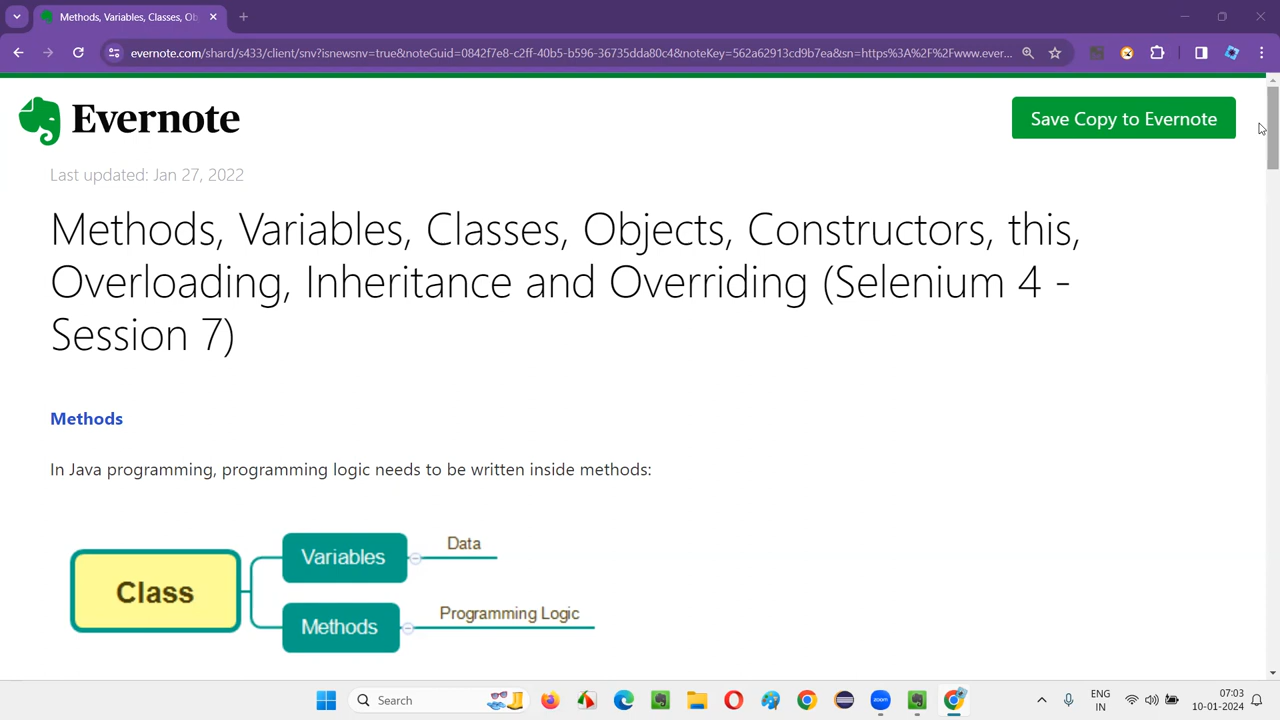 Methods, Variables, Classes, Ob
evernote.com/shard/s433/client/snv?isnewsnv=true&noteGuid=0842f7e8-c2ff-40b5-b596-36735dda80c4&noteKey=562a62913cd9b7ea&sn=https%3A%2F%2Fwww.ever...
Evernote
Save Copy to Evernote
Last updated: Jan 27, 2022
Methods, Variables, Classes, Objects, Constructors, this,
Overloading, Inheritance and Overriding (Selenium 4 -
Session 7)
Methods
In Java programming, programming logic needs to be written inside methods:
Data
Variables
Class
Programming Logic
Methods
Search
zoom
ENG
IN
07:03
10-01-2024